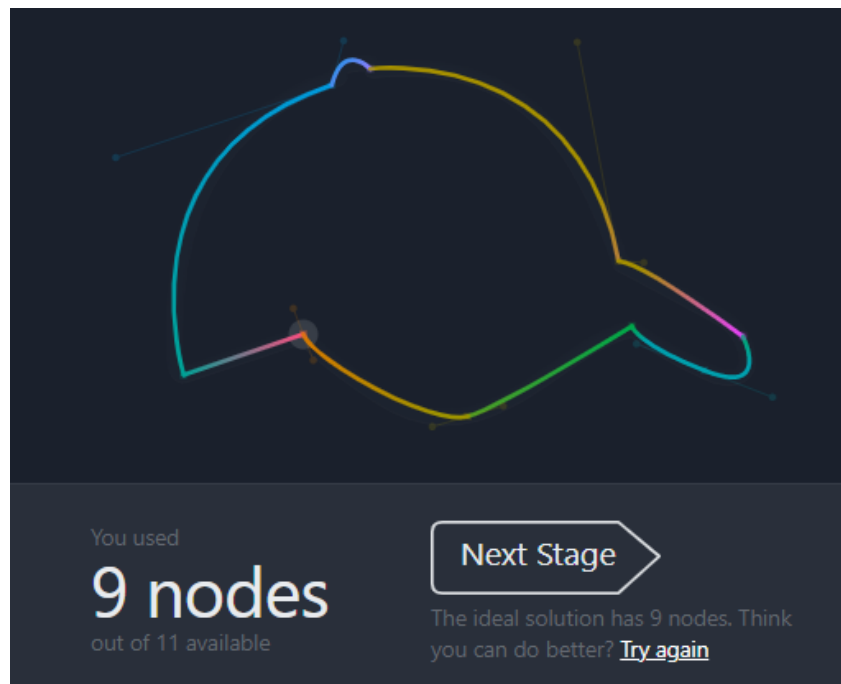 You used
9 nodes
out of 11 available
Next Stage
The ideal solution has 9 nodes. Think
you can do better? Try again